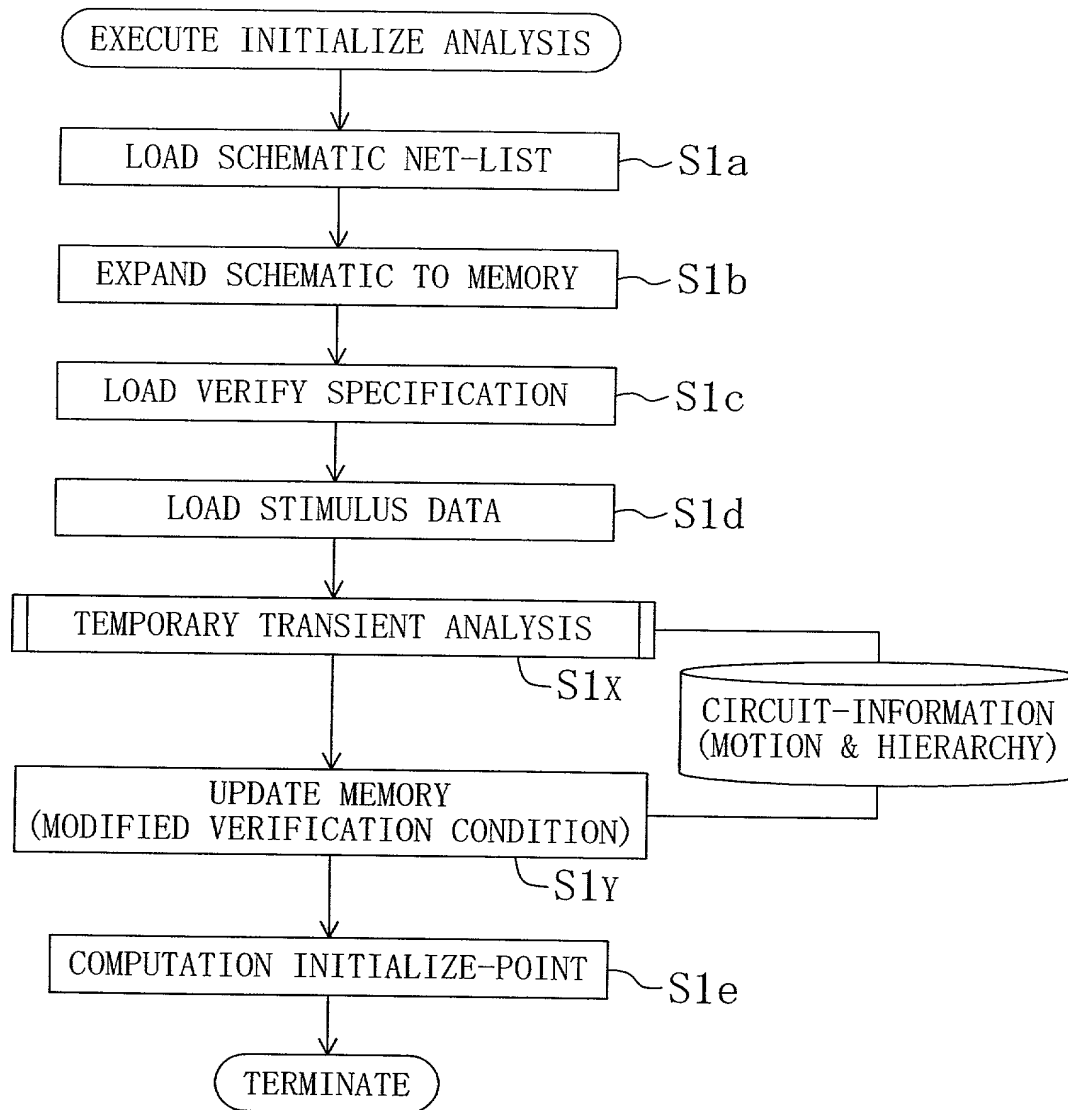 EXECUTE INITIALIZE ANALYSIS
LOAD SCHEMATIC NET-LIST
S1a
EXPAND SCHEMATIC TO MEMORY
S1b
LOAD VERIFY SPECIFICATION
S1c
LOAD STIMULUS DATA
S1d
TEMPORARY TRANSIENT ANALYSIS
S1X
CIRCUIT-INFORMATION
(MOTION & HIERARCHY)
UPDATE MEMORY
(MODIFIED VERIFICATION CONDITION)
S1Y
COMPUTATION INITIALIZE-POINT
S1e
TERMINATE